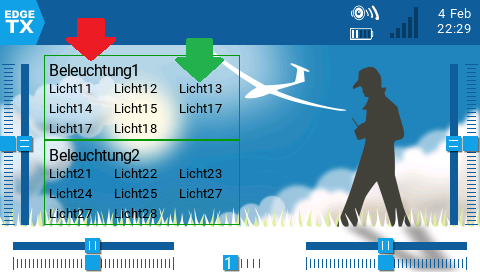 EDGE
TX
4 Feb
22:29
Beleuchtung1
Licht11 Licht12 Licht13
Licht14 Licht15 Licht17
Licht17 Licht18
Beleuchtung2
Licht21 Licht22 Licht23
Licht24 Licht25 Licht27
Licht27 Licht28
1